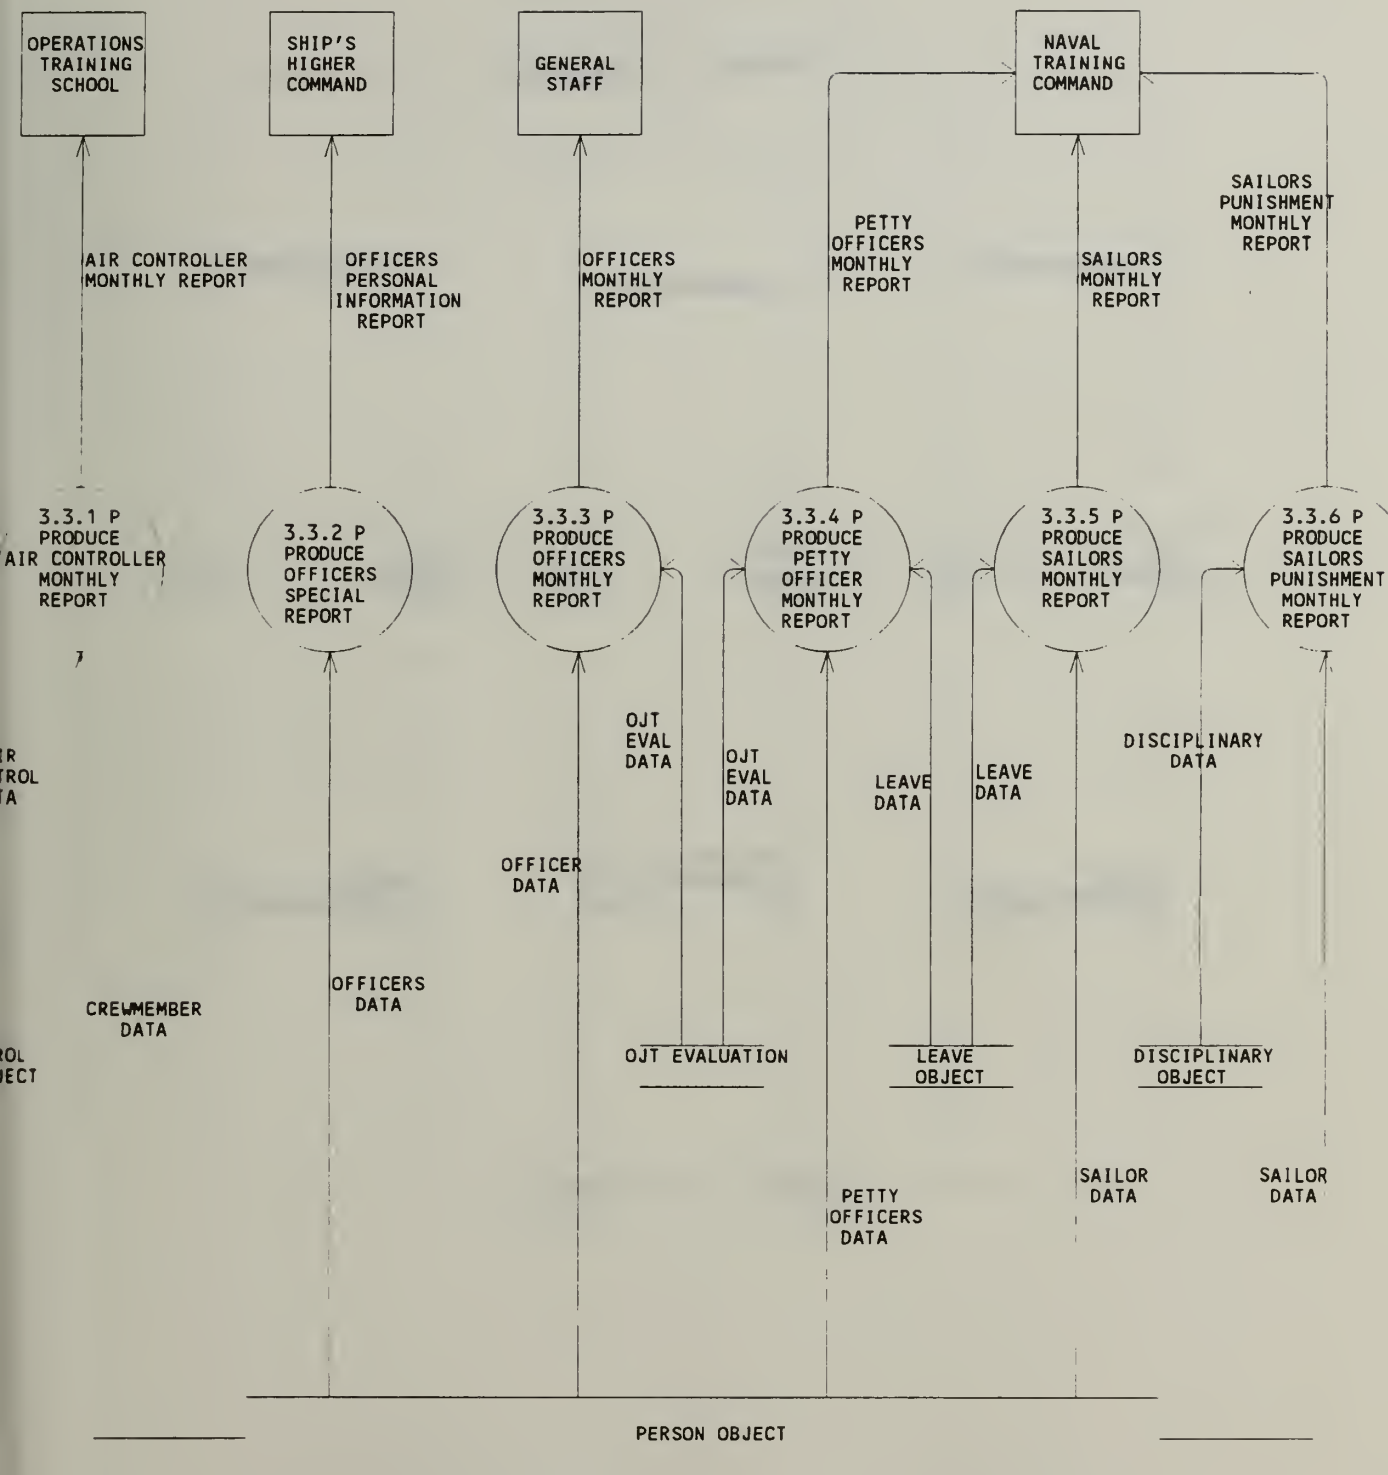 OPERATIONS
TRAINING
SCHOOL
SHIP'S
HIGHER
COMMAND
GENERAL
STAFF
NAVAL
TRAINING
COMMAND
AIR CONTROLLER
MONTHLY REPORT
OFFICERS
PERSONAL
INFORMATION
REPORT
OFFICERS
MONTHLY
REPORT
PETTY
OFFICERS
MONTHLY
REPORT
SAILORS
MONTHLY
REPORT
SAILORS
PUNISHMENT
MONTHLY
REPORT
3.3.1 P
PRODUCE
AIR CONTROLLER
MONTHLY
REPORT
3.3.2 P
PRODUCE
OFFICERS
SPECIAL
REPORT
3.3.3 P
PRODUCE
OFFICERS
MONTHLY
REPORT
3.3.4 P
PRODUCE
PETTY
OFFICER
MONTHLY
REPORT
3.3.5 P
PRODUCE
SAILORS
MONTHLY
REPORT
3.3.6 P
PRODUCE
SAILORS
PUNISHMENT
MONTHLY
REPORT
IR
TROL
TA
OJT
EVAL
DATA
OJT
EVAL
DATA
LEAVE
DATA
LEAVE
DATA
DISCIPLINARY
DATA
OFFICER
DATA
OFFICERS
DATA
CREWMEMBER
DATA
ROL
JECT
OJT EVALUATION
LEAVE
OBJECT
DISCIPLINARY
OBJECT
PETTY
OFFICERS
DATA
SAILOR
DATA
SAILOR
DATA
PERSON OBJECT